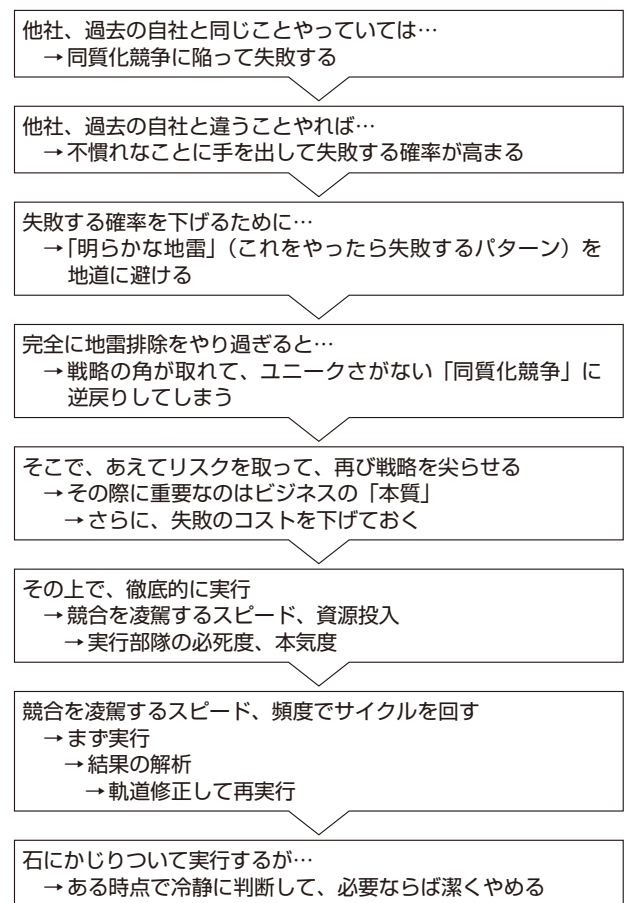 他社、過去の自社と同じことやっていては…
→同質化競争に陥って失敗する
他社、過去の自社と違うことやれば…
→不慣れなことに手を出して失敗する確率が高まる
失敗する確率を下げるために…
→「明らかな地雷」（これをやったら失敗するパターン）を
地道に避ける
完全に地雷排除をやり過ぎると…
→戦略の角が取れて、ユニークさがない「同質化競争」に
逆戻りしてしまう
そこで、あえてリスクを取って、再び戦略を尖らせる
→その際に重要なのはビジネスの「本質」
→さらに、失敗のコストを下げておく
その上で、徹底的に実行
→競合を凌駕するスピード、資源投入
→実行部隊の必死度、本気度
競合を凌駕するスピード、頻度でサイクルを回す
→まず実行
→結果の解析
→軌道修正して再実行
石にかじりついて実行するが…
→ある時点で冷静に判断して、必要ならば潔くやめる